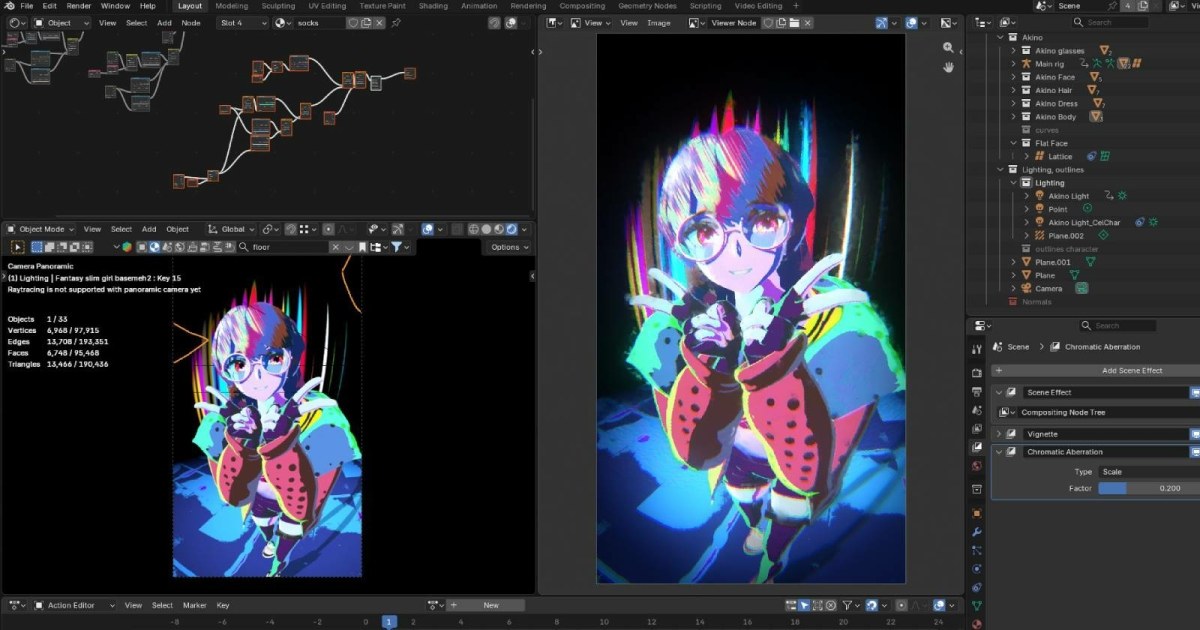 File Edit Render Window Help Layout Modeling Sculpting UV Editing Texture Paint Shading Animation Rendering Compositing Geometry Nodes Scripting Video Editing + Scene 4
Object View Select Add Node Slot 4 socks
View View Image Viewer Node
Search
Akino
Akino glasses
Main rig
Akino Face
Akino Hair
Akino Dress
Akino Body
curves
Flat Face
Lattice
Lighting, outlines
Lighting
Akino Light
Point
Akino Light_CelChar
Plane.002
outlines character
Plane.001
Plane
Camera
Normals
Object Mode View Select Add Object Global
floor Options
Camera Panoramic
(1) Lighting | Fantasy slim girl basemeh2 : Key 15
Raytracing is not supported with panoramic camera yet
Objects 1 / 33
Vertices 6,968 / 97,915
Edges 13,708 / 193,351
Faces 6,748 / 95,468
Triangles 13,466 / 190,436
Search
Scene > Chromatic Aberration
+ Add Scene Effect
Scene Effect
Compositing Node Tree
Vignette
Chromatic Aberration
Type Scale
Factor 0.200
Action Editor View Select Marker Key + New
-8 -6 -4 -2 0 1 2 4 6 8 10 12 14 16 18 20 22 24